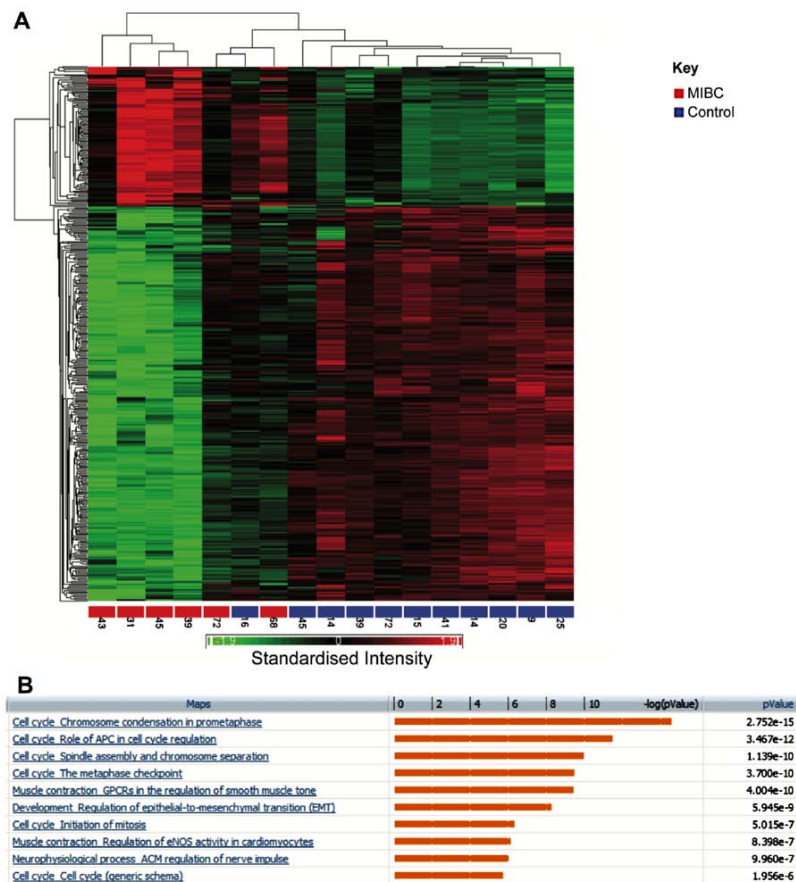 A
Key
MIBC
Control
43 31 45 39 72 16 68 45 14 39 72 15 41 14 20 9 25
-1.9 0 1.9
Standardised Intensity
B
Maps 0 2 4 6 8 10 -log(pValue) pValue
Cell cycle_Chromosome condensation in prometaphase 2.752e-15
Cell cycle_Role of APC in cell cycle regulation 3.467e-12
Cell cycle_Spindle assembly and chromosome separation 1.139e-10
Cell cycle_The metaphase checkpoint 3.700e-10
Muscle contraction_GPCRs in the regulation of smooth muscle tone 4.004e-10
Development_Regulation of epithelial-to-mesenchymal transition (EMT) 5.945e-9
Cell cycle_Initiation of mitosis 5.015e-7
Muscle contraction_Regulation of eNOS activity in cardiomyocytes 8.398e-7
Neurophysiological process_ACM regulation of nerve impulse 9.960e-7
Cell cycle_Cell cycle (generic schema) 1.956e-6